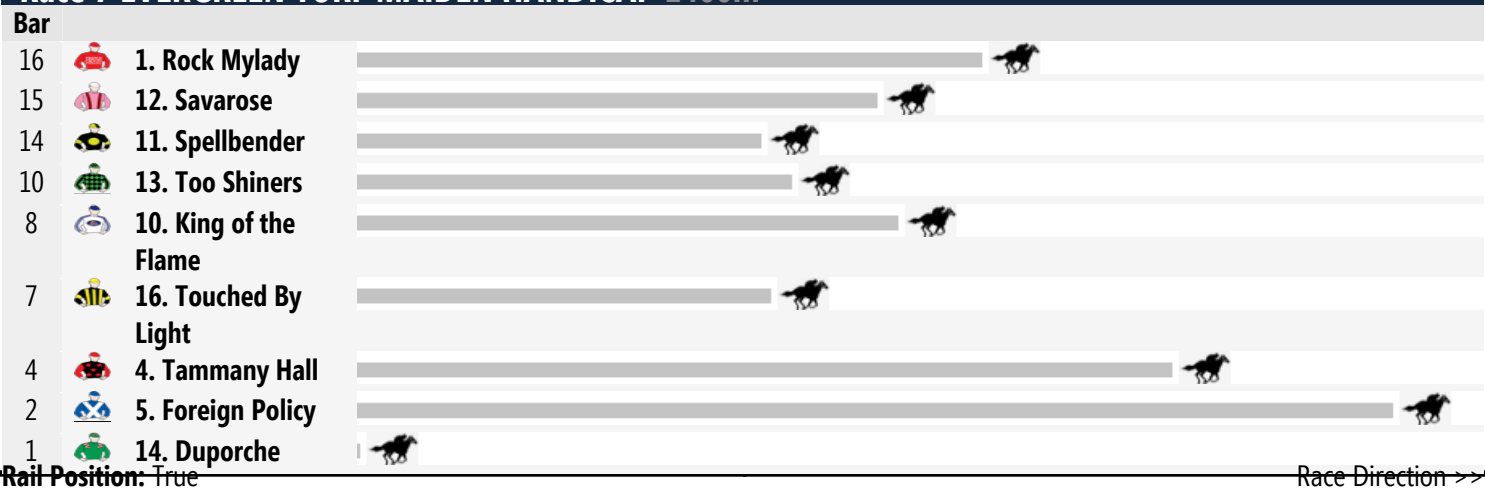 Bar
16 1. Rock Mylady
15 12. Savarose
14 11. Spellbender
10 13. Too Shiners
8 10. King of the
Flame
7 16. Touched By
Light
4 4. Tammany Hall
2 5. Foreign Policy
1 14. Duporche
Rail Position: True Race Direction >>